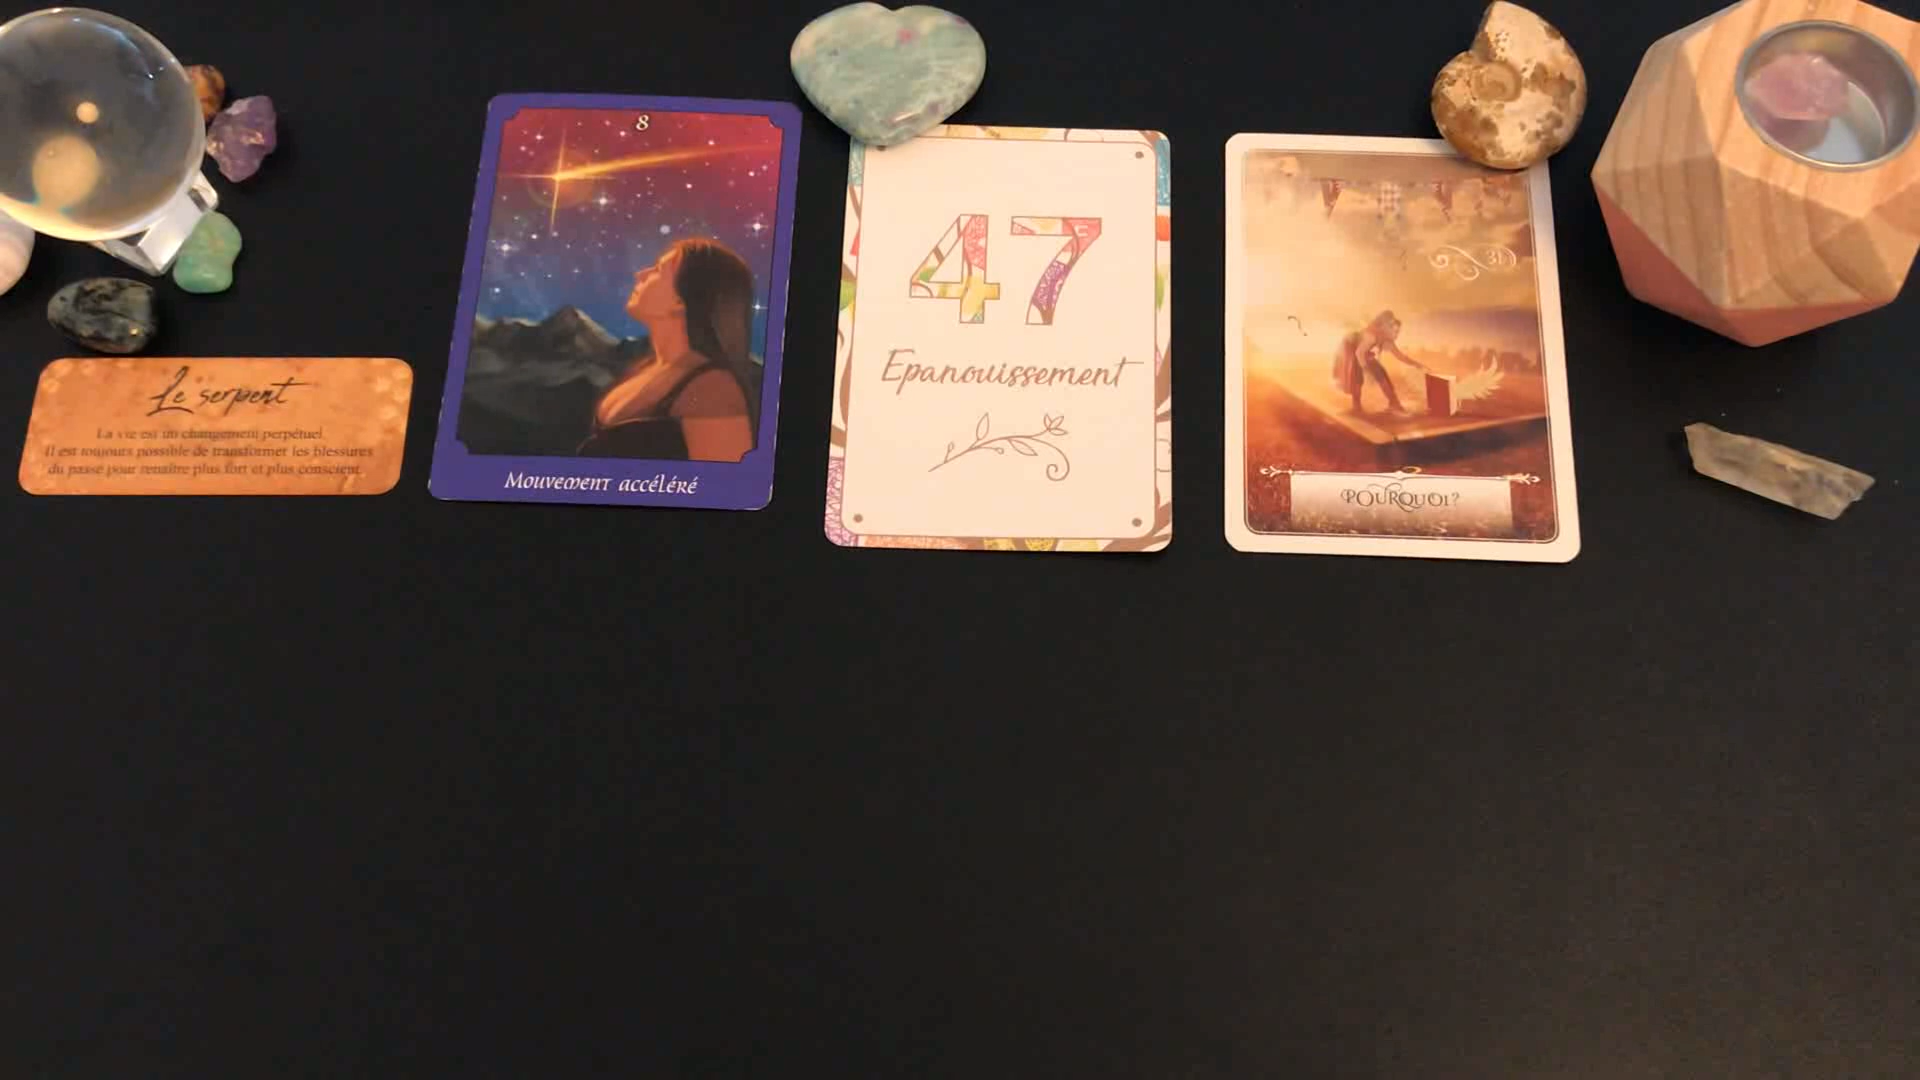 Le serpent
La vie est un changement perpétuel.
Il est toujours possible de transformer les blessures
du passé pour renaître plus fort et plus conscient.
8
Mouvement accéléré
47
Epanouissement
31
POURQUOI?